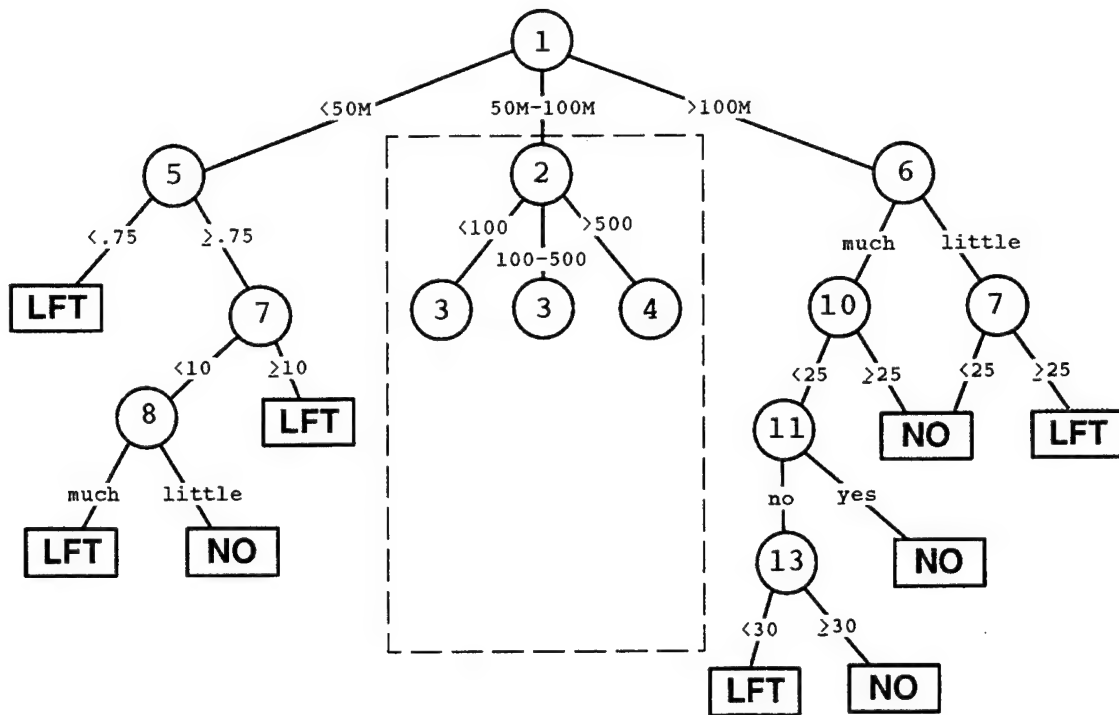 1
<50M 50M-100M >100M
5 2 6
<.75 ≥.75 <100 100-500 >500 much little
LFT 7 3 3 4 10 7
<10 ≥10 <25 ≥25 <25 ≥25
8 LFT 11 NO LFT
much little no yes
LFT NO 13 NO
<30 ≥30
LFT NO